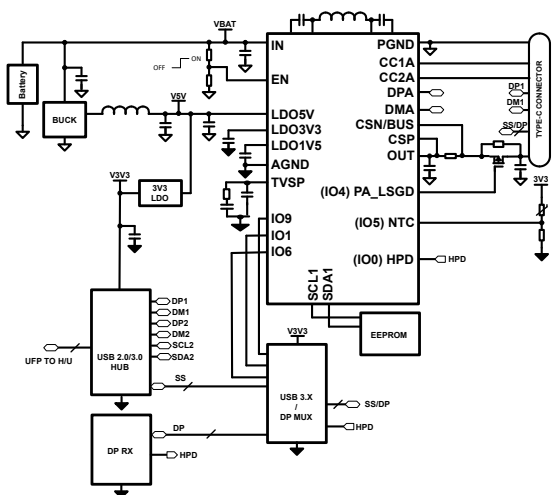 VBAT
IN
PGND
CC1A
CC2A
OFF
ON
EN
DPA
DP1
Battery
DMA
DM1
V5V
CSN/BUS
SS/DP
TYPE-C CONNECTOR
BUCK
LDO5V
CSP
LDO3V3
OUT
LDO1V5
AGND
V3V3
3V3
LDO
TVSP
(IO4) PA_LSGD
3V3
IO9
(IO5) NTC
IO1
IO6
(IO0) HPD
HPD
SCL1
SDA1
DP1
DM1
DP2
DM2
SCL2
SDA2
USB 2.0/3.0
HUB
UFP TO H/U
EEPROM
V3V3
SS
USB 3.X
/
DP MUX
SS/DP
HPD
DP
DP RX
HPD